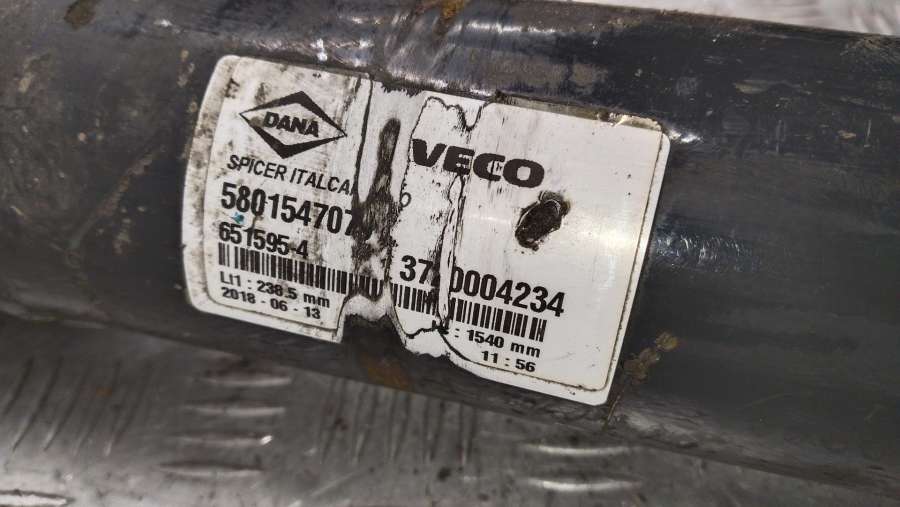 DANA
VECO
SPICER ITALCA
580154707
651595-4
0004234
LI1 : 238.5 mm
: 1540 mm
2018 - 06 - 13
11 : 56